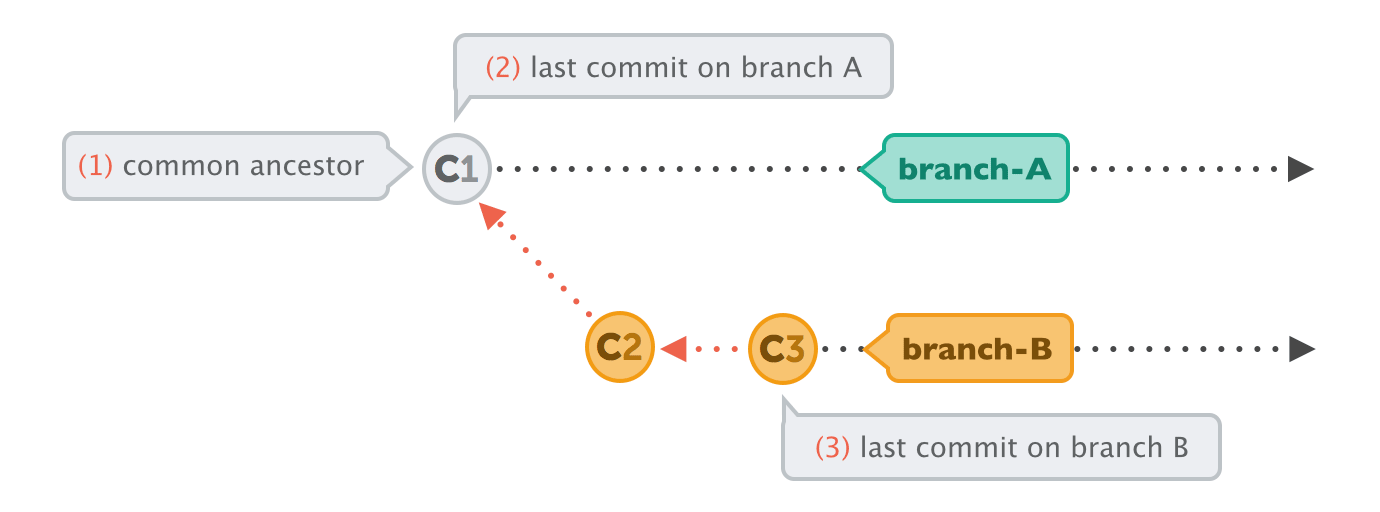 (2) last commit on branch A
(1) common ancestor
C1
branch-A
C2
C3
branch-B
(3) last commit on branch B